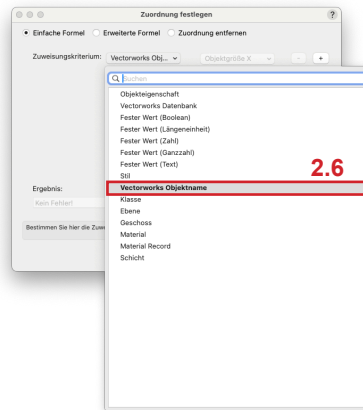 Zuordnung festlegen
?
Einfache Formel Erweiterte Formel Zuordnung entfernen
Zuweisungskriterium: Vectorworks Obj... Objektgröße X - +
Suchen
Objekteigenschaft
Vectorworks Datenbank
Fester Wert (Boolean)
Fester Wert (Längeneinheit)
Fester Wert (Zahl)
Fester Wert (Ganzzahl)
Fester Wert (Text)
2.6
Stil
Vectorworks Objektname
Klasse
Ebene
Geschoss
Material
Material Record
Schicht
Ergebnis:
Kein Fehler!
Bestimmen Sie hier die Zuw